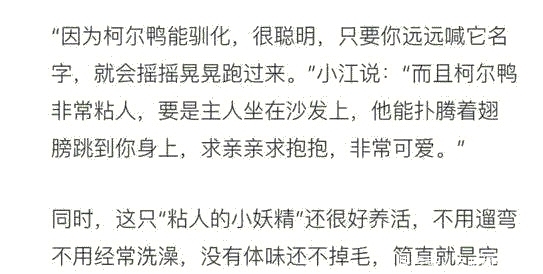 “因为柯尔鸭能驯化，很聪明，只要你远远喊它名
字，就会摇摇晃晃跑过来。”小江说：“而且柯尔鸭
非常粘人，要是主人坐在沙发上，他能扑腾着翅
膀跳到你身上，求亲亲求抱抱，非常可爱。”
同时，这只“粘人的小妖精”还很好养活，不用遛弯
不用经常洗澡，没有体味还不掉毛，简直就是完